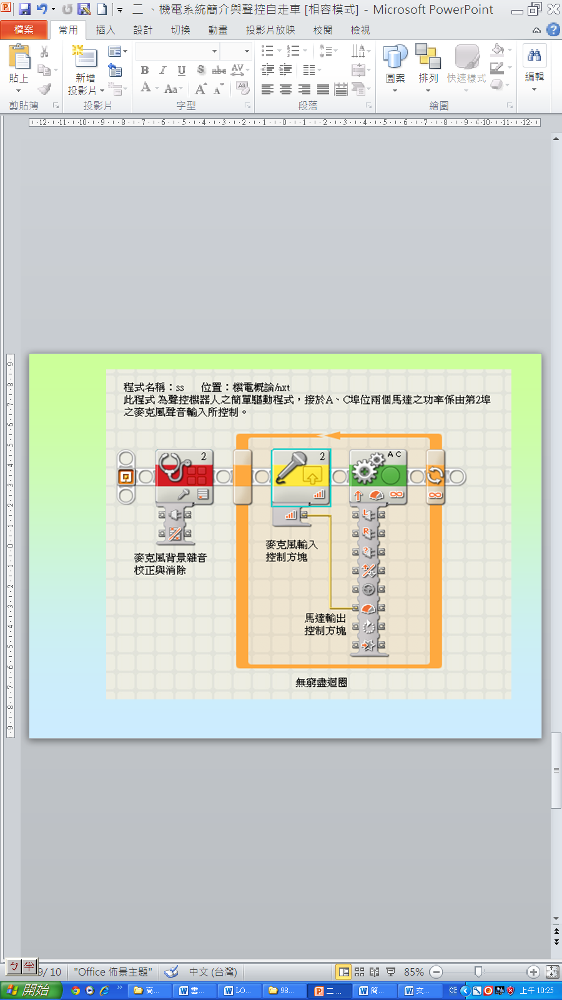 二 、機電系統簡介與聲控自走車 [相容模式] - Microsoft PowerPoint
檔案 常用 插入 設計 切換 動畫 投影片放映 校閱 檢視
貼上 新增 投影片 圖案 排列 快速樣式 編輯
剪貼簿 投影片 字型 段落 繪圖
程式名稱：ss 位置：機電概論/nxt
此程式 為聲控機器人之簡單驅動程式，接於A、C埠位兩個馬達之功率係由第2埠
之麥克風聲音輸入所控制。
2
2
A C
麥克風背景雜音
校正與消除
麥克風輸入
控制方塊
馬達輸出
控制方塊
無窮盡迴圈
ㄅ 半 9/ 10 "Office 佈景主題" 中文 (台灣) 85%
開始 高... 雲... LO... 98... 二 ... 簡... 文... CH 上午 10:25